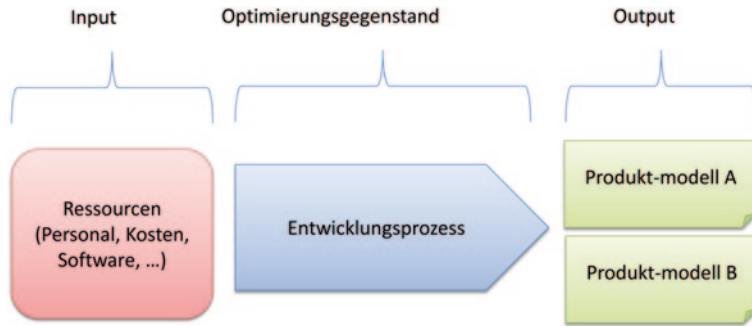 Input
Optimierungsgegenstand
Output
Ressourcen
(Personal, Kosten,
Software, ...)
Entwicklungsprozess
Produkt-modell A
Produkt-modell B